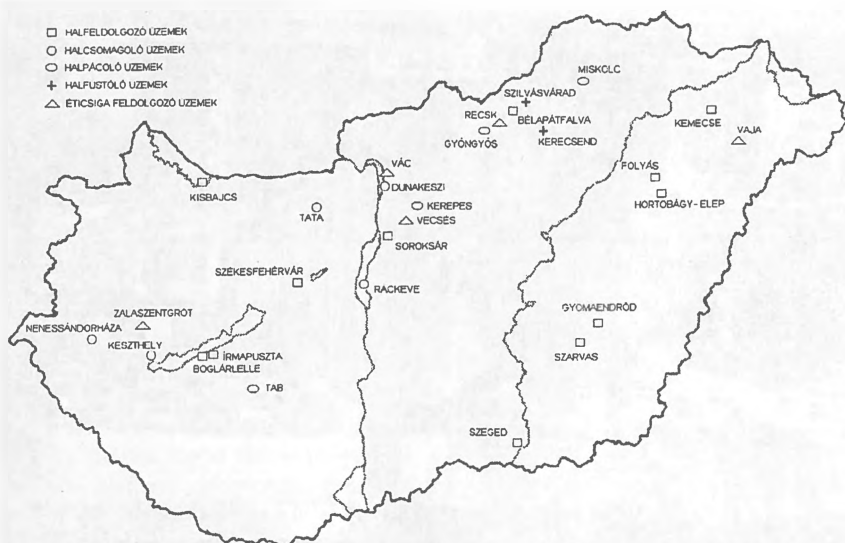 HALFELDOLGOZÓ ÜZEMEK
HALCSOMAGOLÓ ÜZEMEK
HALPÁCOLÓ ÜZEMEK
HALFUSTÖLŐ ÜZEMEK
ÉTICSIGA FELDOLGOZÓ ÜZEMEK
MISKOLC
SZILVÁSVÁRAD
RECSK
BÉLAPÁTFALVA
GYÖNGYÖS
KERECSEND
KEMECSE
VAJA
VÁC
DUNAKESZI
FOLYÁS
KISBAJCS
HORTOBÁGY-ELEP
KEREPES
TATA
VECSÉS
SOROKSÁR
SZÉKESFEHÉRVÁR
RACKEVE
ZALASZENTGRÓT
GYOMAENDRŐD
NENESSÁNDORHÁZA
KESZTHELY
ÍRMAPUSZTA
SZARVAS
BOGLÁRLELLE
TAB
SZEGED